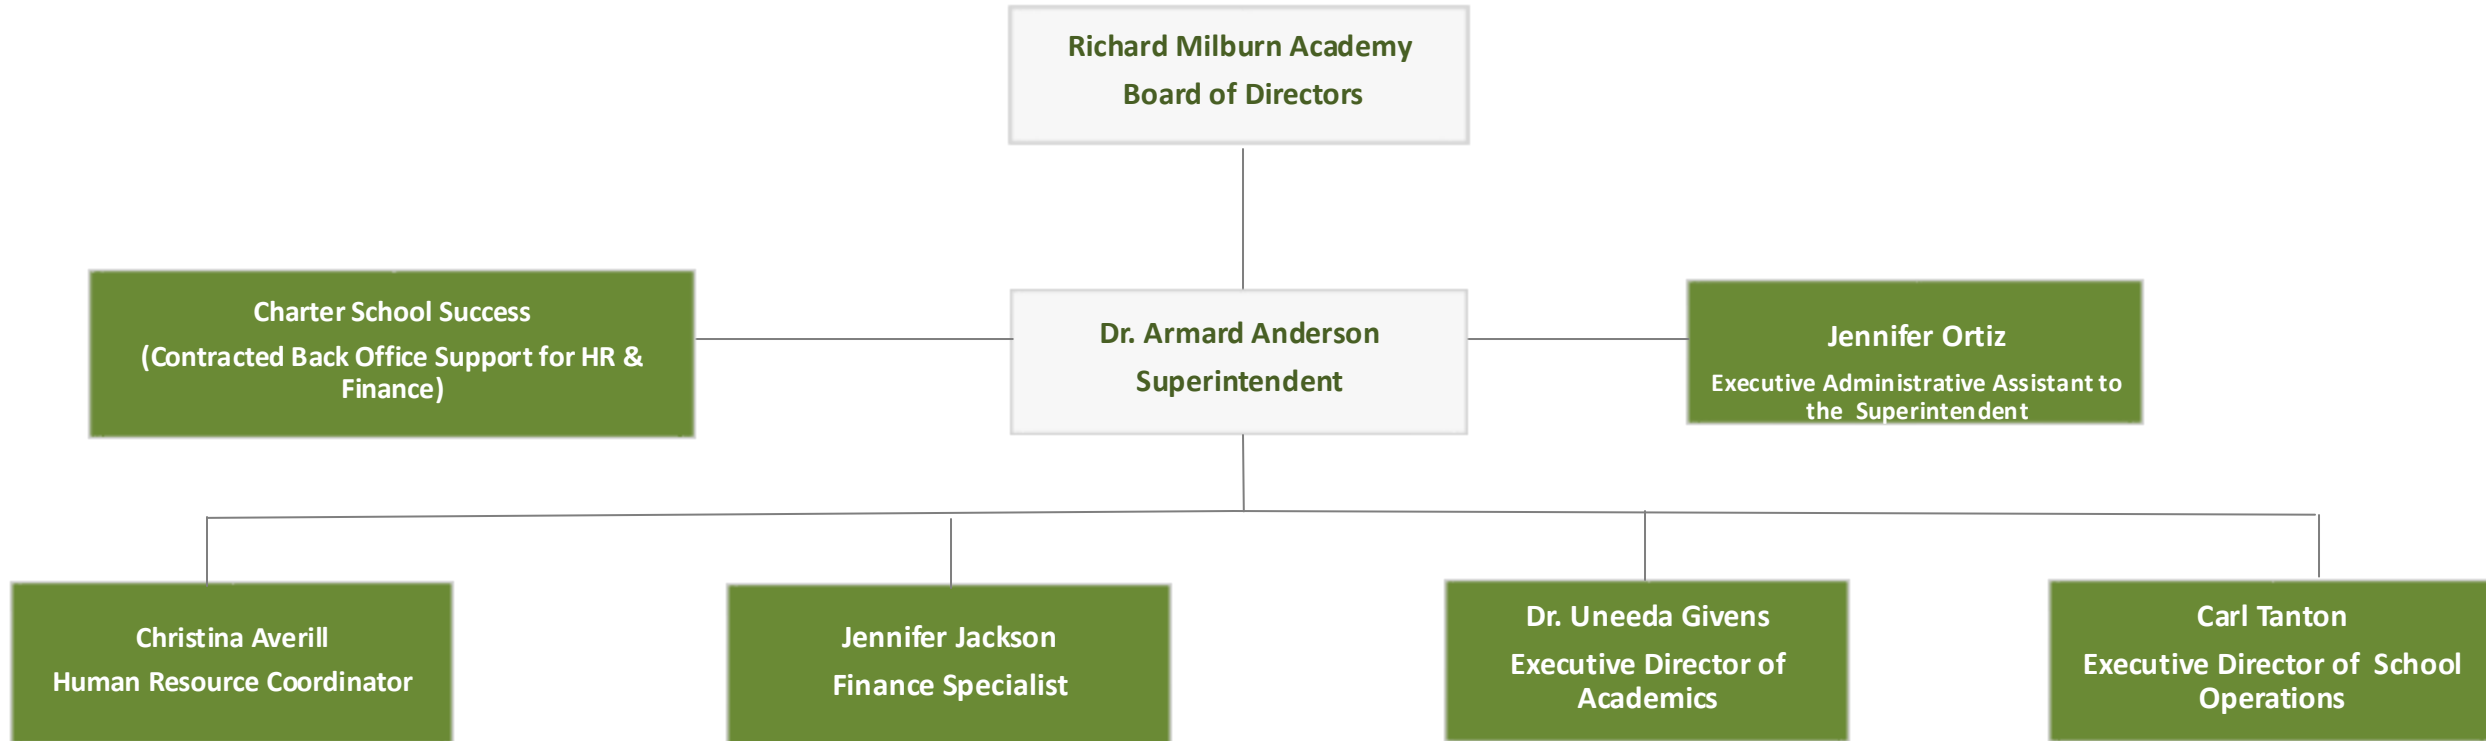 Richard Milburn Academy
Board of Directors
Charter School Success
(Contracted Back Office Support for HR &
Finance)
Dr. Armard Anderson
Superintendent
Jennifer Ortiz
Executive Administrative Assistant to
the Superintendent
Christina Averill
Human Resource Coordinator
Jennifer Jackson
Finance Specialist
Dr. Uneeda Givens
Executive Director of
Academics
Carl Tanton
Executive Director of School
Operations